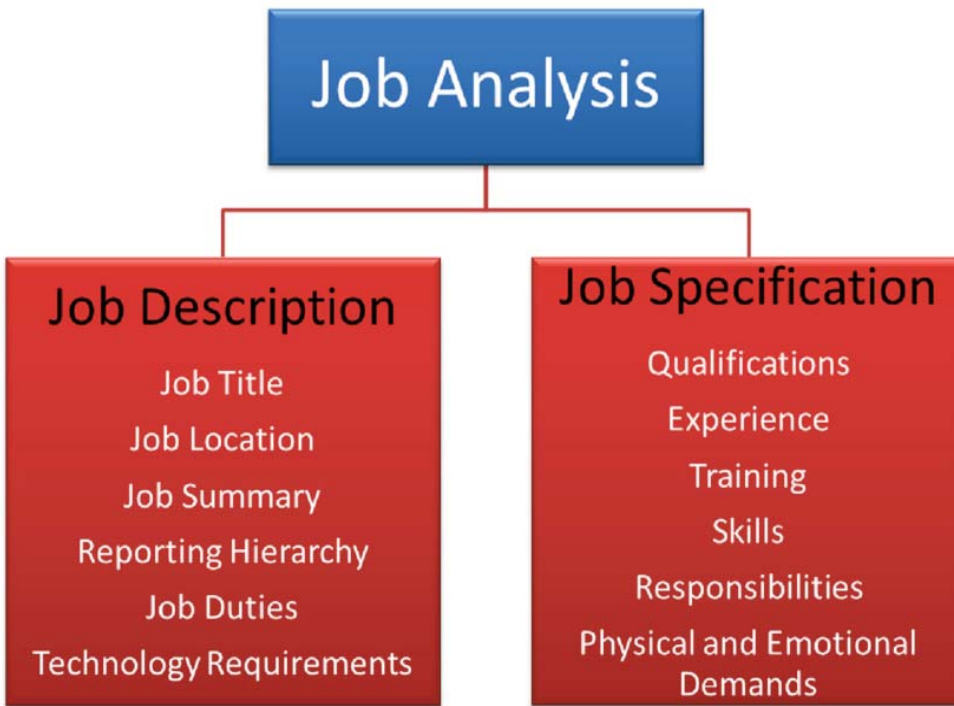 Job Analysis
Job Description
Job Title
Job Location
Job Summary
Reporting Hierarchy
Job Duties
Technology Requirements
Job Specification
Qualifications
Experience
Training
Skills
Responsibilities
Physical and Emotional
Demands